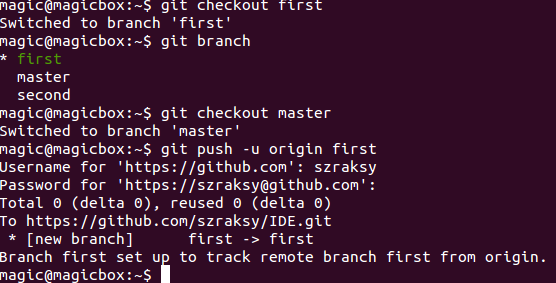 magic@magicbox:~$ git checkout first
Switched to branch 'first'
magic@magicbox:~$ git branch
* first
  master
  second
magic@magicbox:~$ git checkout master
Switched to branch 'master'
magic@magicbox:~$ git push -u origin first
Username for 'https://github.com': szraksy
Password for 'https://szraksy@github.com':
Total 0 (delta 0), reused 0 (delta 0)
To https://github.com/szraksy/IDE.git
 * [new branch]      first -> first
Branch first set up to track remote branch first from origin.
magic@magicbox:~$